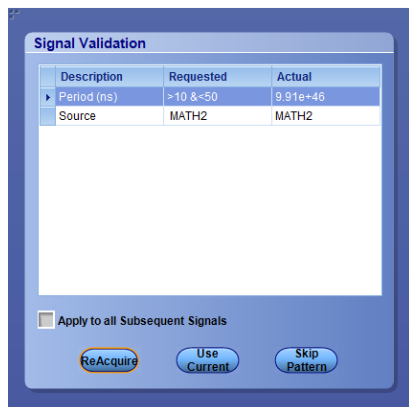 Signal Validation
Description Requested Actual
Period (ns) >10 &<50 9.91e+46
Source MATH2 MATH2
Apply to all Subsequent Signals
ReAcquire Use Current Skip Pattern